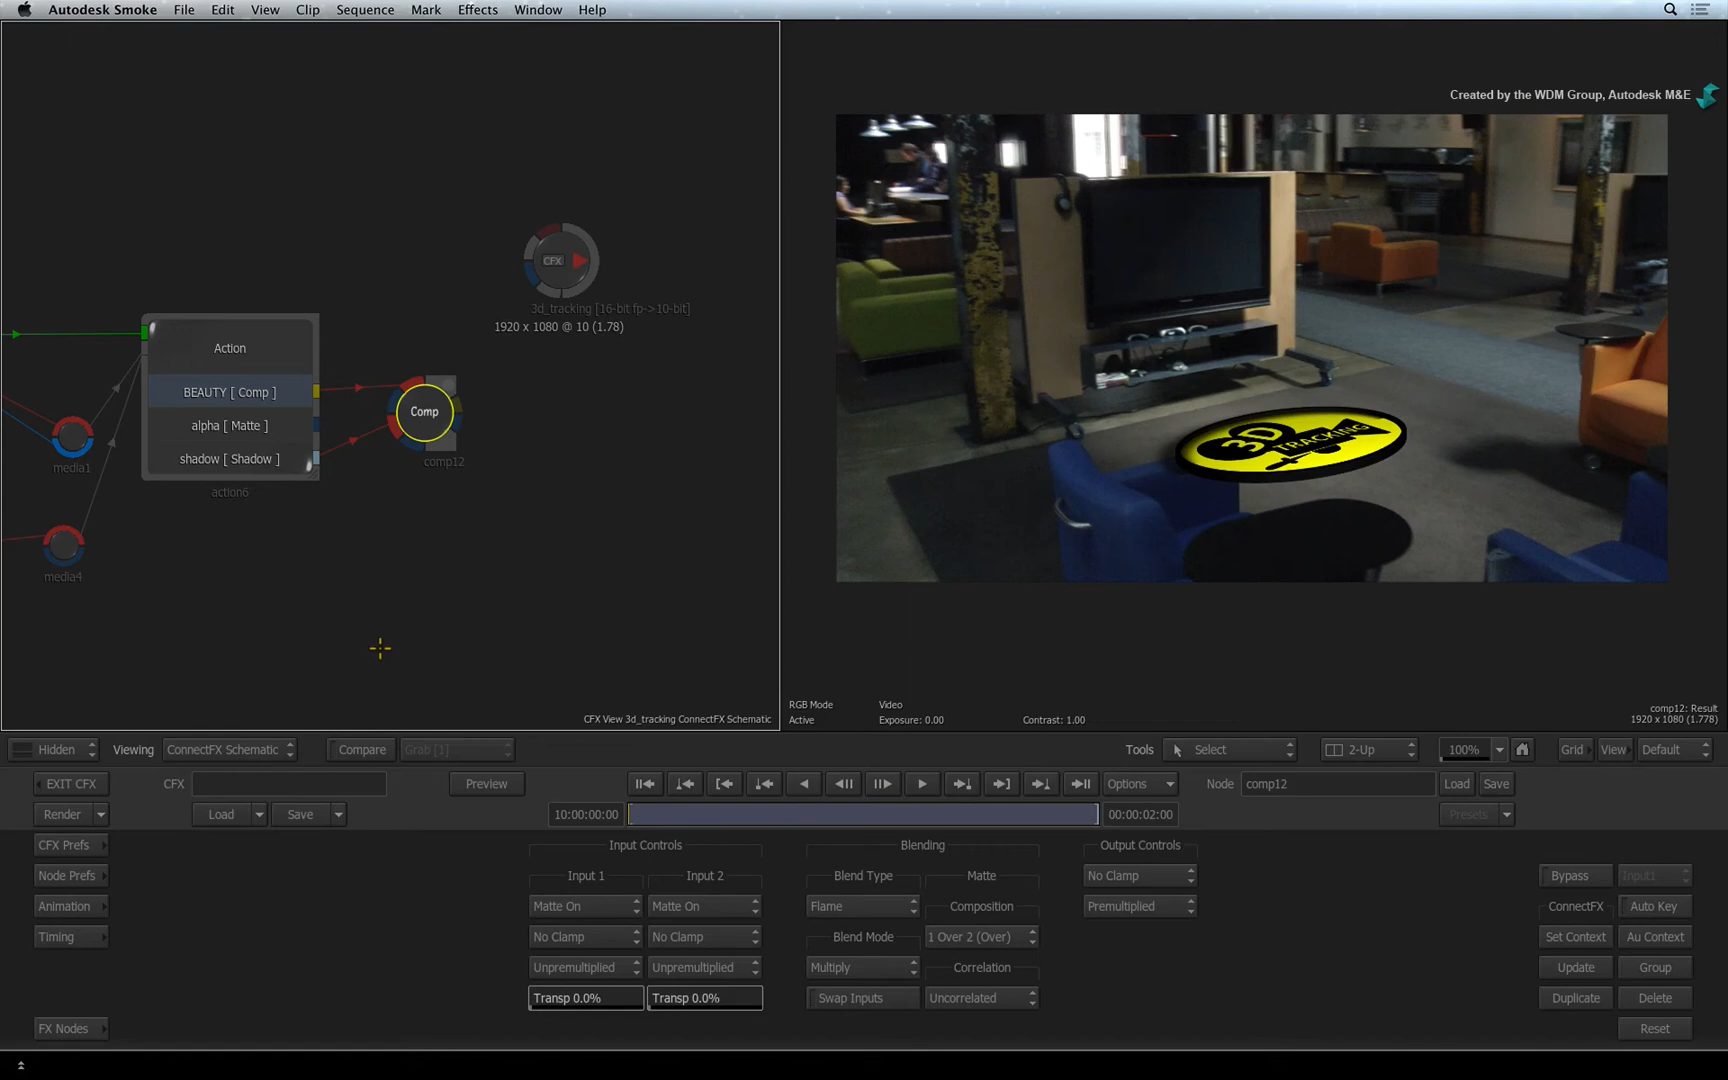 Autodesk Smoke File Edit View Clip Sequence Mark Effects Window Help
Created by the WDM Group, Autodesk M&E
CFX
3d_tracking [16-bit fp->10-bit]
1920 x 1080 @ 10 (1.78)
Action
BEAUTY [ Comp ]
alpha [ Matte ]
shadow [ Shadow ]
action6
Comp
comp12
media1
media4
3D
TRACKING
CFX View 3d_tracking ConnectFX Schematic
RGB Mode Video
Active Exposure: 0.00 Contrast: 1.00
comp12: Result
1920 x 1080 (1.778)
Hidden Viewing ConnectFX Schematic Compare Grab [1] Tools Select 2-Up 100% Grid View Default
EXIT CFX CFX Preview Options Node comp12 Load Save
Render Load Save 10:00:00:00 00:00:02:00 Presets
CFX Prefs Input Controls Blending Output Controls
Node Prefs Input 1 Input 2 Blend Type Matte No Clamp Bypass Input1
Animation Matte On Matte On Flame Composition Premultiplied ConnectFX Auto Key
Timing No Clamp No Clamp Blend Mode 1 Over 2 (Over) Set Context Au Context
Unpremultiplied Unpremultiplied Multiply Correlation Update Group
Transp 0.0% Transp 0.0% Swap Inputs Uncorrelated Duplicate Delete
FX Nodes Reset